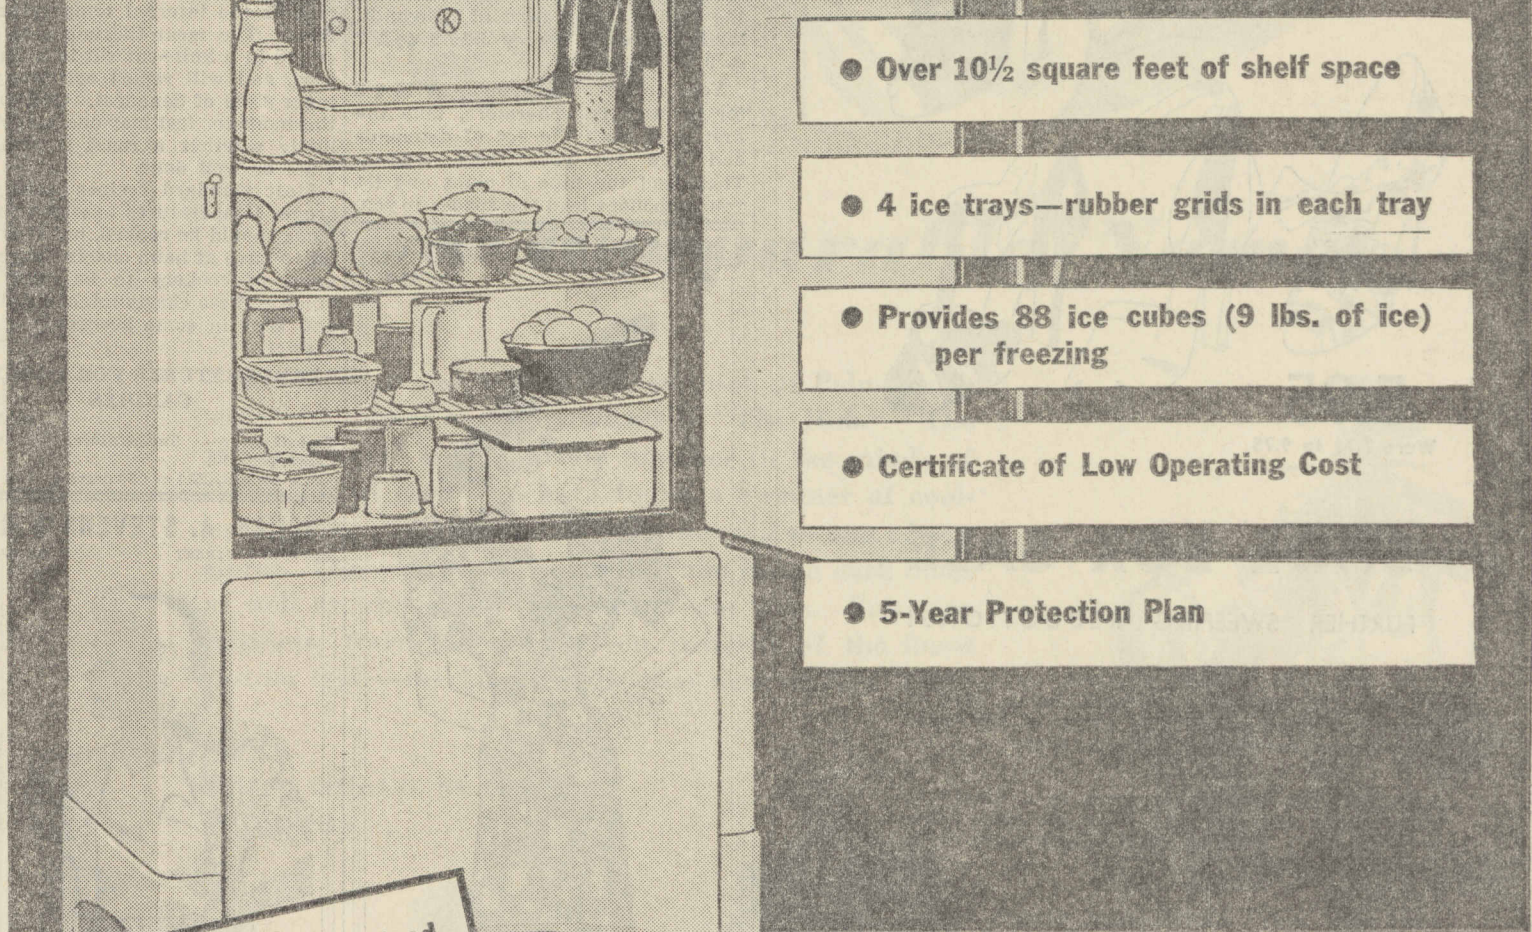 K
● Over 10½ square feet of shelf space
● 4 ice trays—rubber grids in each tray
● Provides 88 ice cubes (9 lbs. of ice)
per freezing
● Certificate of Low Operating Cost
● 5-Year Protection Plan